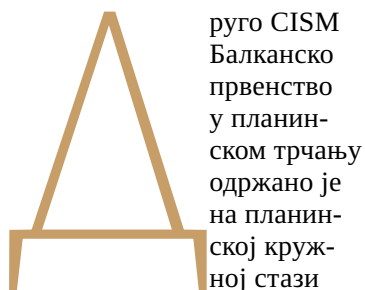 Друго CISM
Балканско
првенство
у планин-
ском трчању
одржано је
на планин-
ској круж-
ној стази